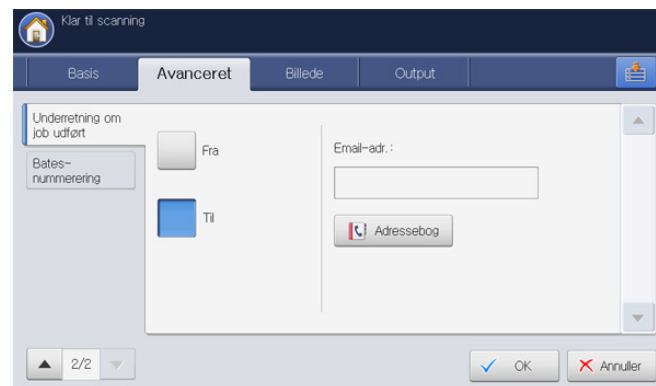 Klar til scanning
Basis
Avanceret
Billede
Output
Underretning om
job udført
Bates-
nummerering
Fra
Til
Email-adr. :
Adressebog
2/2
OK
Annuller